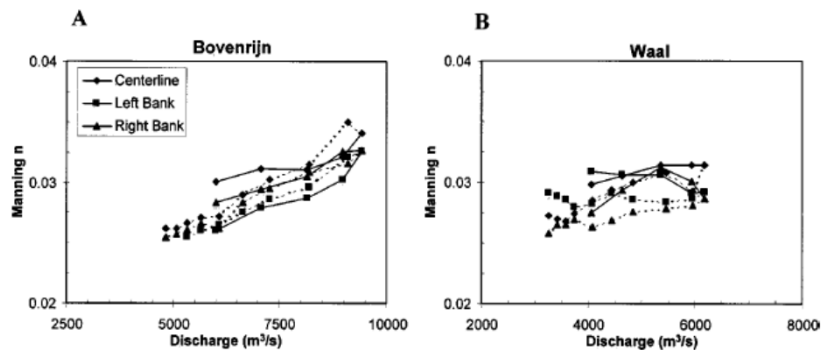 A
Bovenrijn
0.04
Centerline
Left Bank
Right Bank
Manning n
0.03
0.02
2500 5000 7500 10000
Discharge (m³/s)
B
Waal
0.04
Manning n
0.03
0.02
2000 4000 6000 8000
Discharge (m³/s)